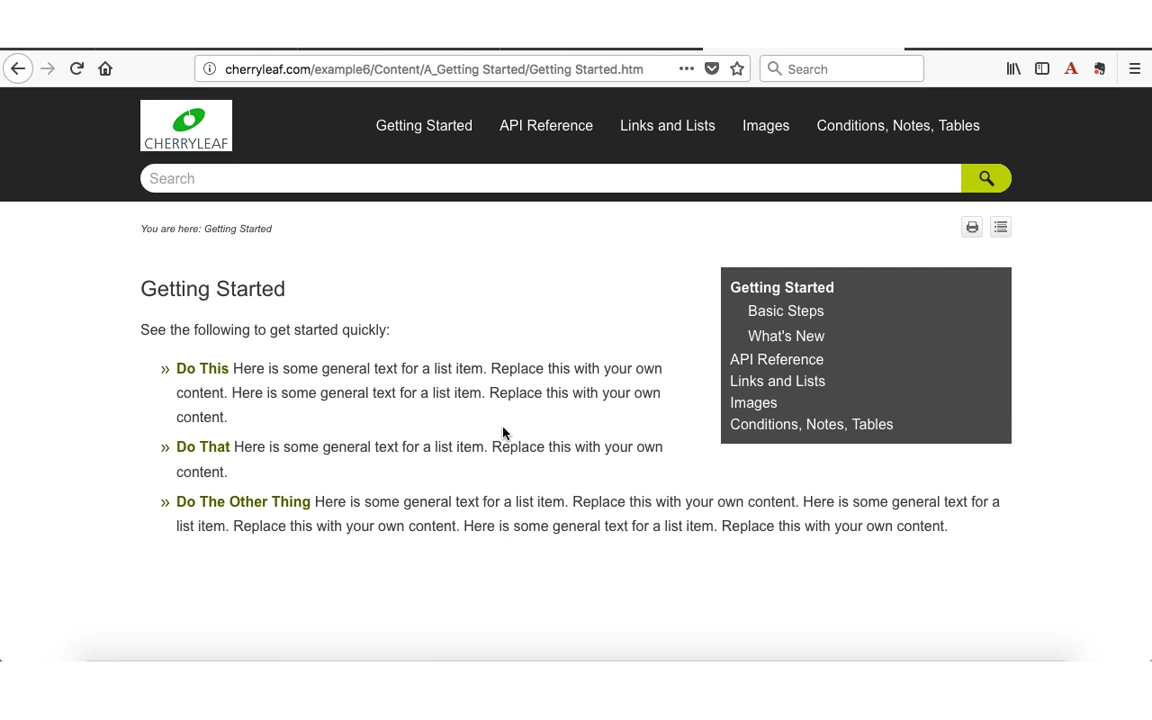 cherryleaf.com/example6/Content/A_Getting Started/Getting Started.htm
Search
CHERRYLEAF
Getting Started
API Reference
Links and Lists
Images
Conditions, Notes, Tables
Search
You are here: Getting Started
Getting Started
See the following to get started quickly:
» Do This Here is some general text for a list item. Replace this with your own
content. Here is some general text for a list item. Replace this with your own
content.
» Do That Here is some general text for a list item. Replace this with your own
content.
» Do The Other Thing Here is some general text for a list item. Replace this with your own content. Here is some general text for a
list item. Replace this with your own content. Here is some general text for a list item. Replace this with your own content.
Getting Started
Basic Steps
What's New
API Reference
Links and Lists
Images
Conditions, Notes, Tables